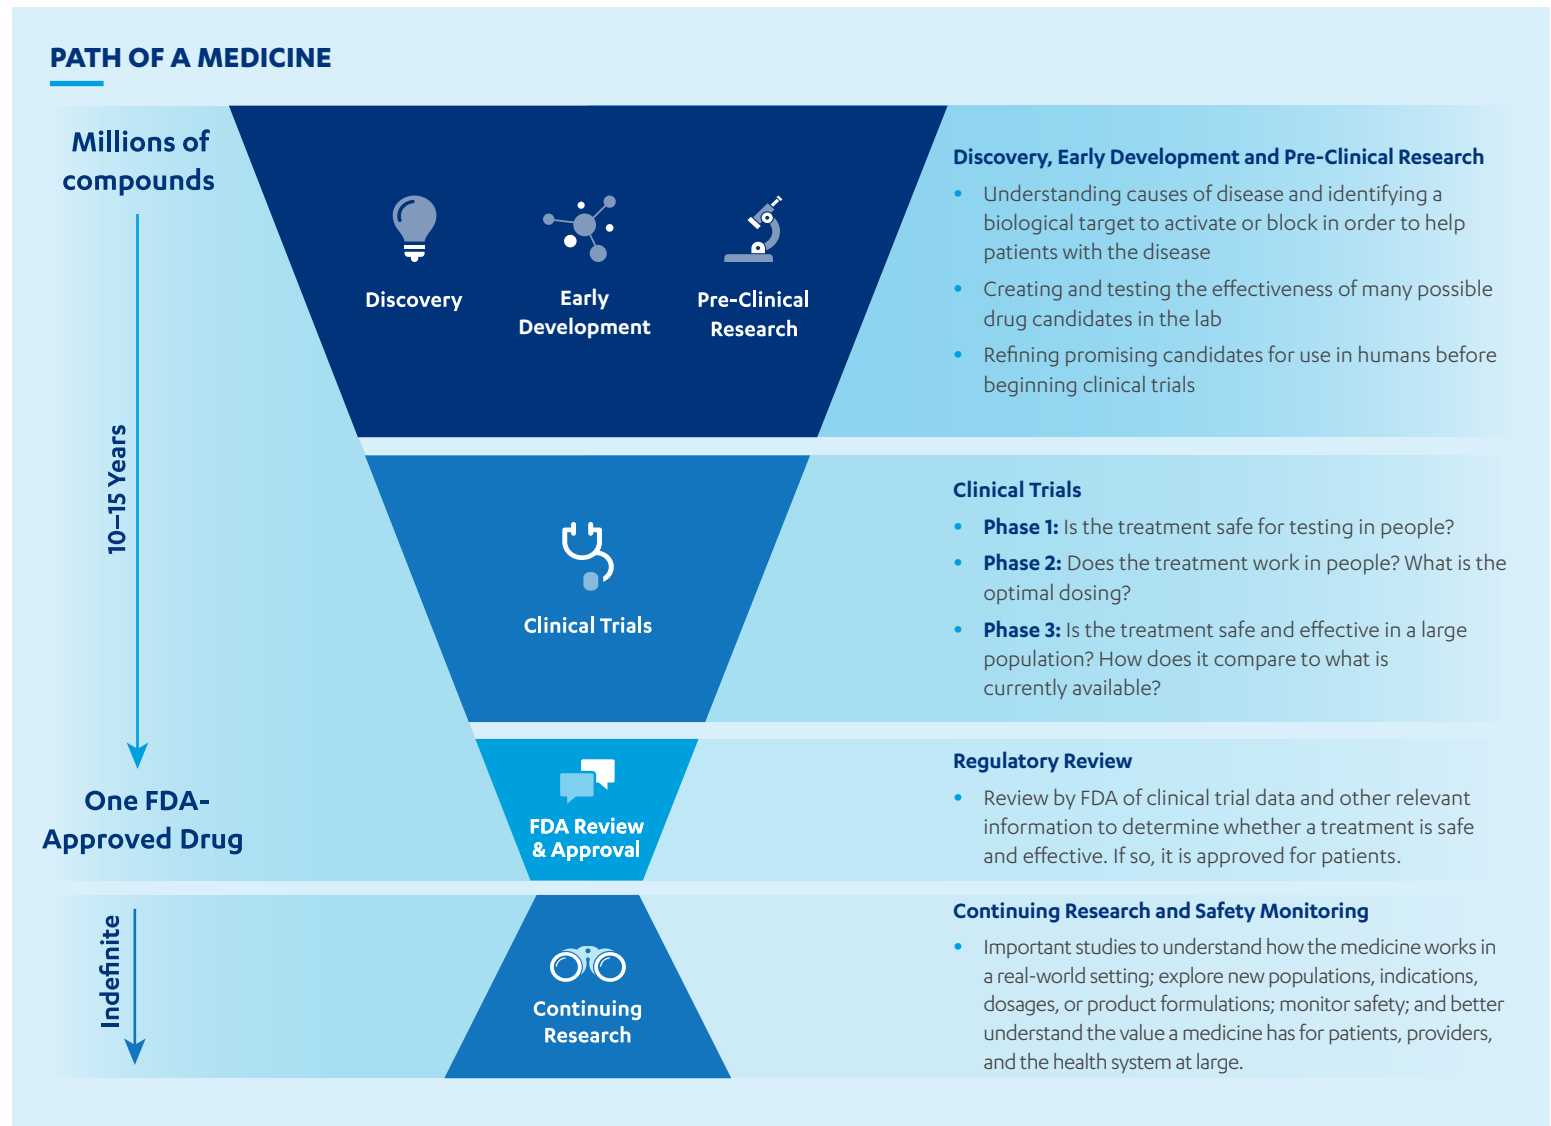 PATH OF A MEDICINE
Millions of
compounds
10–15 Years
One FDA-
Approved Drug
Indefinite
Discovery
Early
Development
Pre-Clinical
Research
Clinical Trials
FDA Review
& Approval
Continuing
Research
Discovery, Early Development and Pre-Clinical Research
• Understanding causes of disease and identifying a
biological target to activate or block in order to help
patients with the disease
• Creating and testing the effectiveness of many possible
drug candidates in the lab
• Refining promising candidates for use in humans before
beginning clinical trials
Clinical Trials
• Phase 1: Is the treatment safe for testing in people?
• Phase 2: Does the treatment work in people? What is the
optimal dosing?
• Phase 3: Is the treatment safe and effective in a large
population? How does it compare to what is
currently available?
Regulatory Review
• Review by FDA of clinical trial data and other relevant
information to determine whether a treatment is safe
and effective. If so, it is approved for patients.
Continuing Research and Safety Monitoring
• Important studies to understand how the medicine works in
a real-world setting; explore new populations, indications,
dosages, or product formulations; monitor safety; and better
understand the value a medicine has for patients, providers,
and the health system at large.